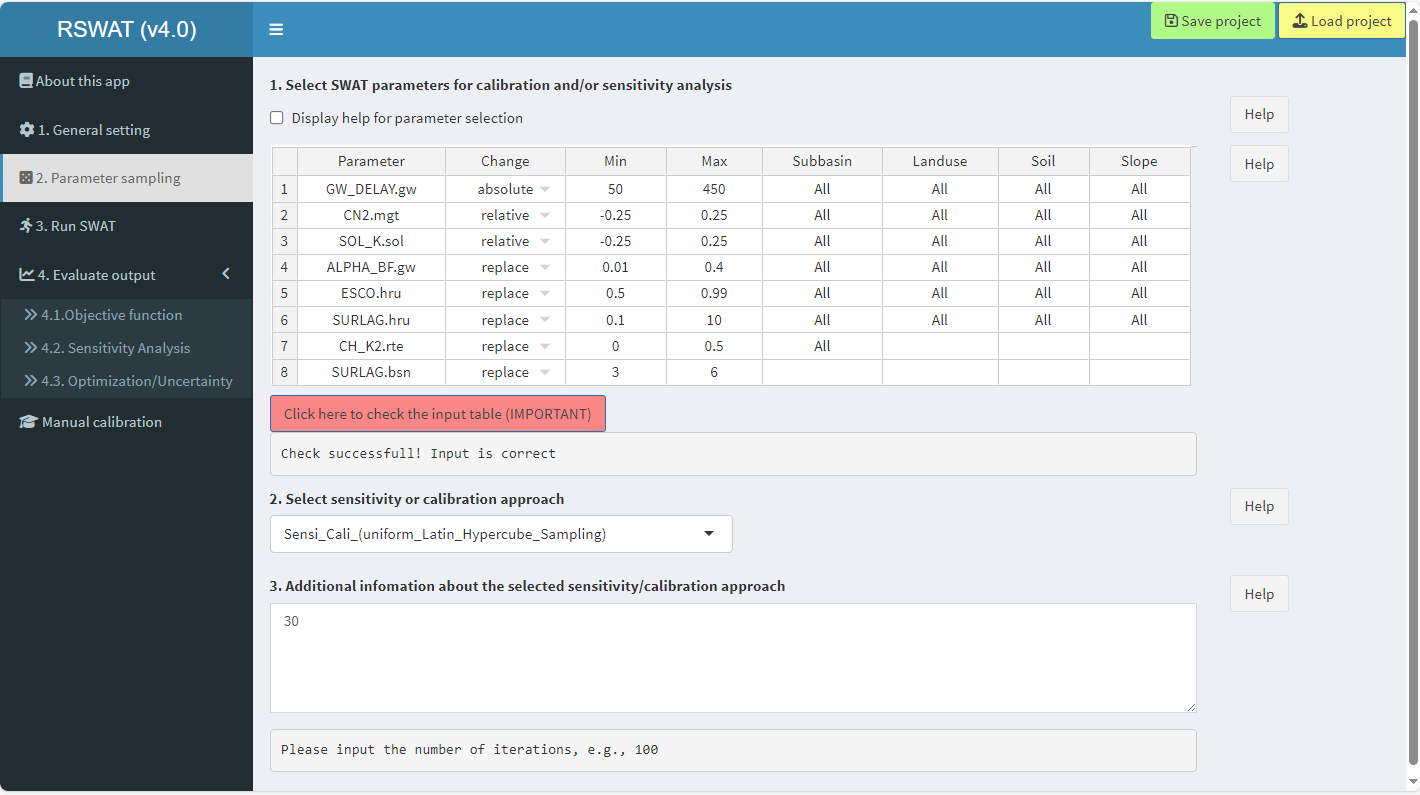 RSWAT (v4.0)
Save project
Load project
About this app
1. General setting
2. Parameter sampling
3. Run SWAT
4. Evaluate output
4.1.Objective function
4.2. Sensitivity Analysis
4.3. Optimization/Uncertainty
Manual calibration
1. Select SWAT parameters for calibration and/or sensitivity analysis
Help
Display help for parameter selection
Help
Parameter Change Min Max Subbasin Landuse Soil Slope
1 GW_DELAY.gw absolute 50 450 All All All All
2 CN2.mgt relative -0.25 0.25 All All All All
3 SOL_K.sol relative -0.25 0.25 All All All All
4 ALPHA_BF.gw replace 0.01 0.4 All All All All
5 ESCO.hru replace 0.5 0.99 All All All All
6 SURLAG.hru replace 0.1 10 All All All All
7 CH_K2.rte replace 0 0.5 All
8 SURLAG.bsn replace 3 6
Click here to check the input table (IMPORTANT)
Check successfull! Input is correct
2. Select sensitivity or calibration approach
Help
Sensi_Cali_(uniform_Latin_Hypercube_Sampling)
3. Additional infomation about the selected sensitivity/calibration approach
Help
30
Please input the number of iterations, e.g., 100